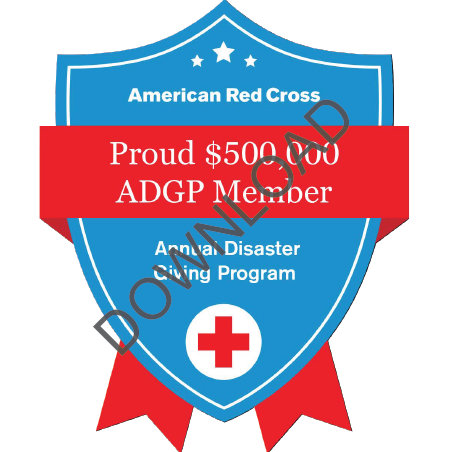 American Red Cross
Proud $500,000
ADGP Member
Annual Disaster
Giving Program
DOWNLOAD